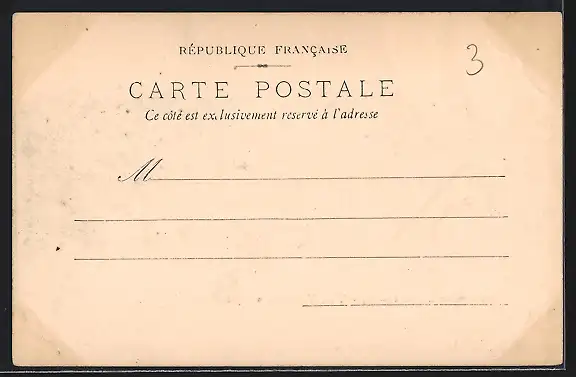 RÉPUBLIQUE FRANÇAISE
3
CARTE POSTALE
Ce côté est exclusivement reservé à l'adresse
M